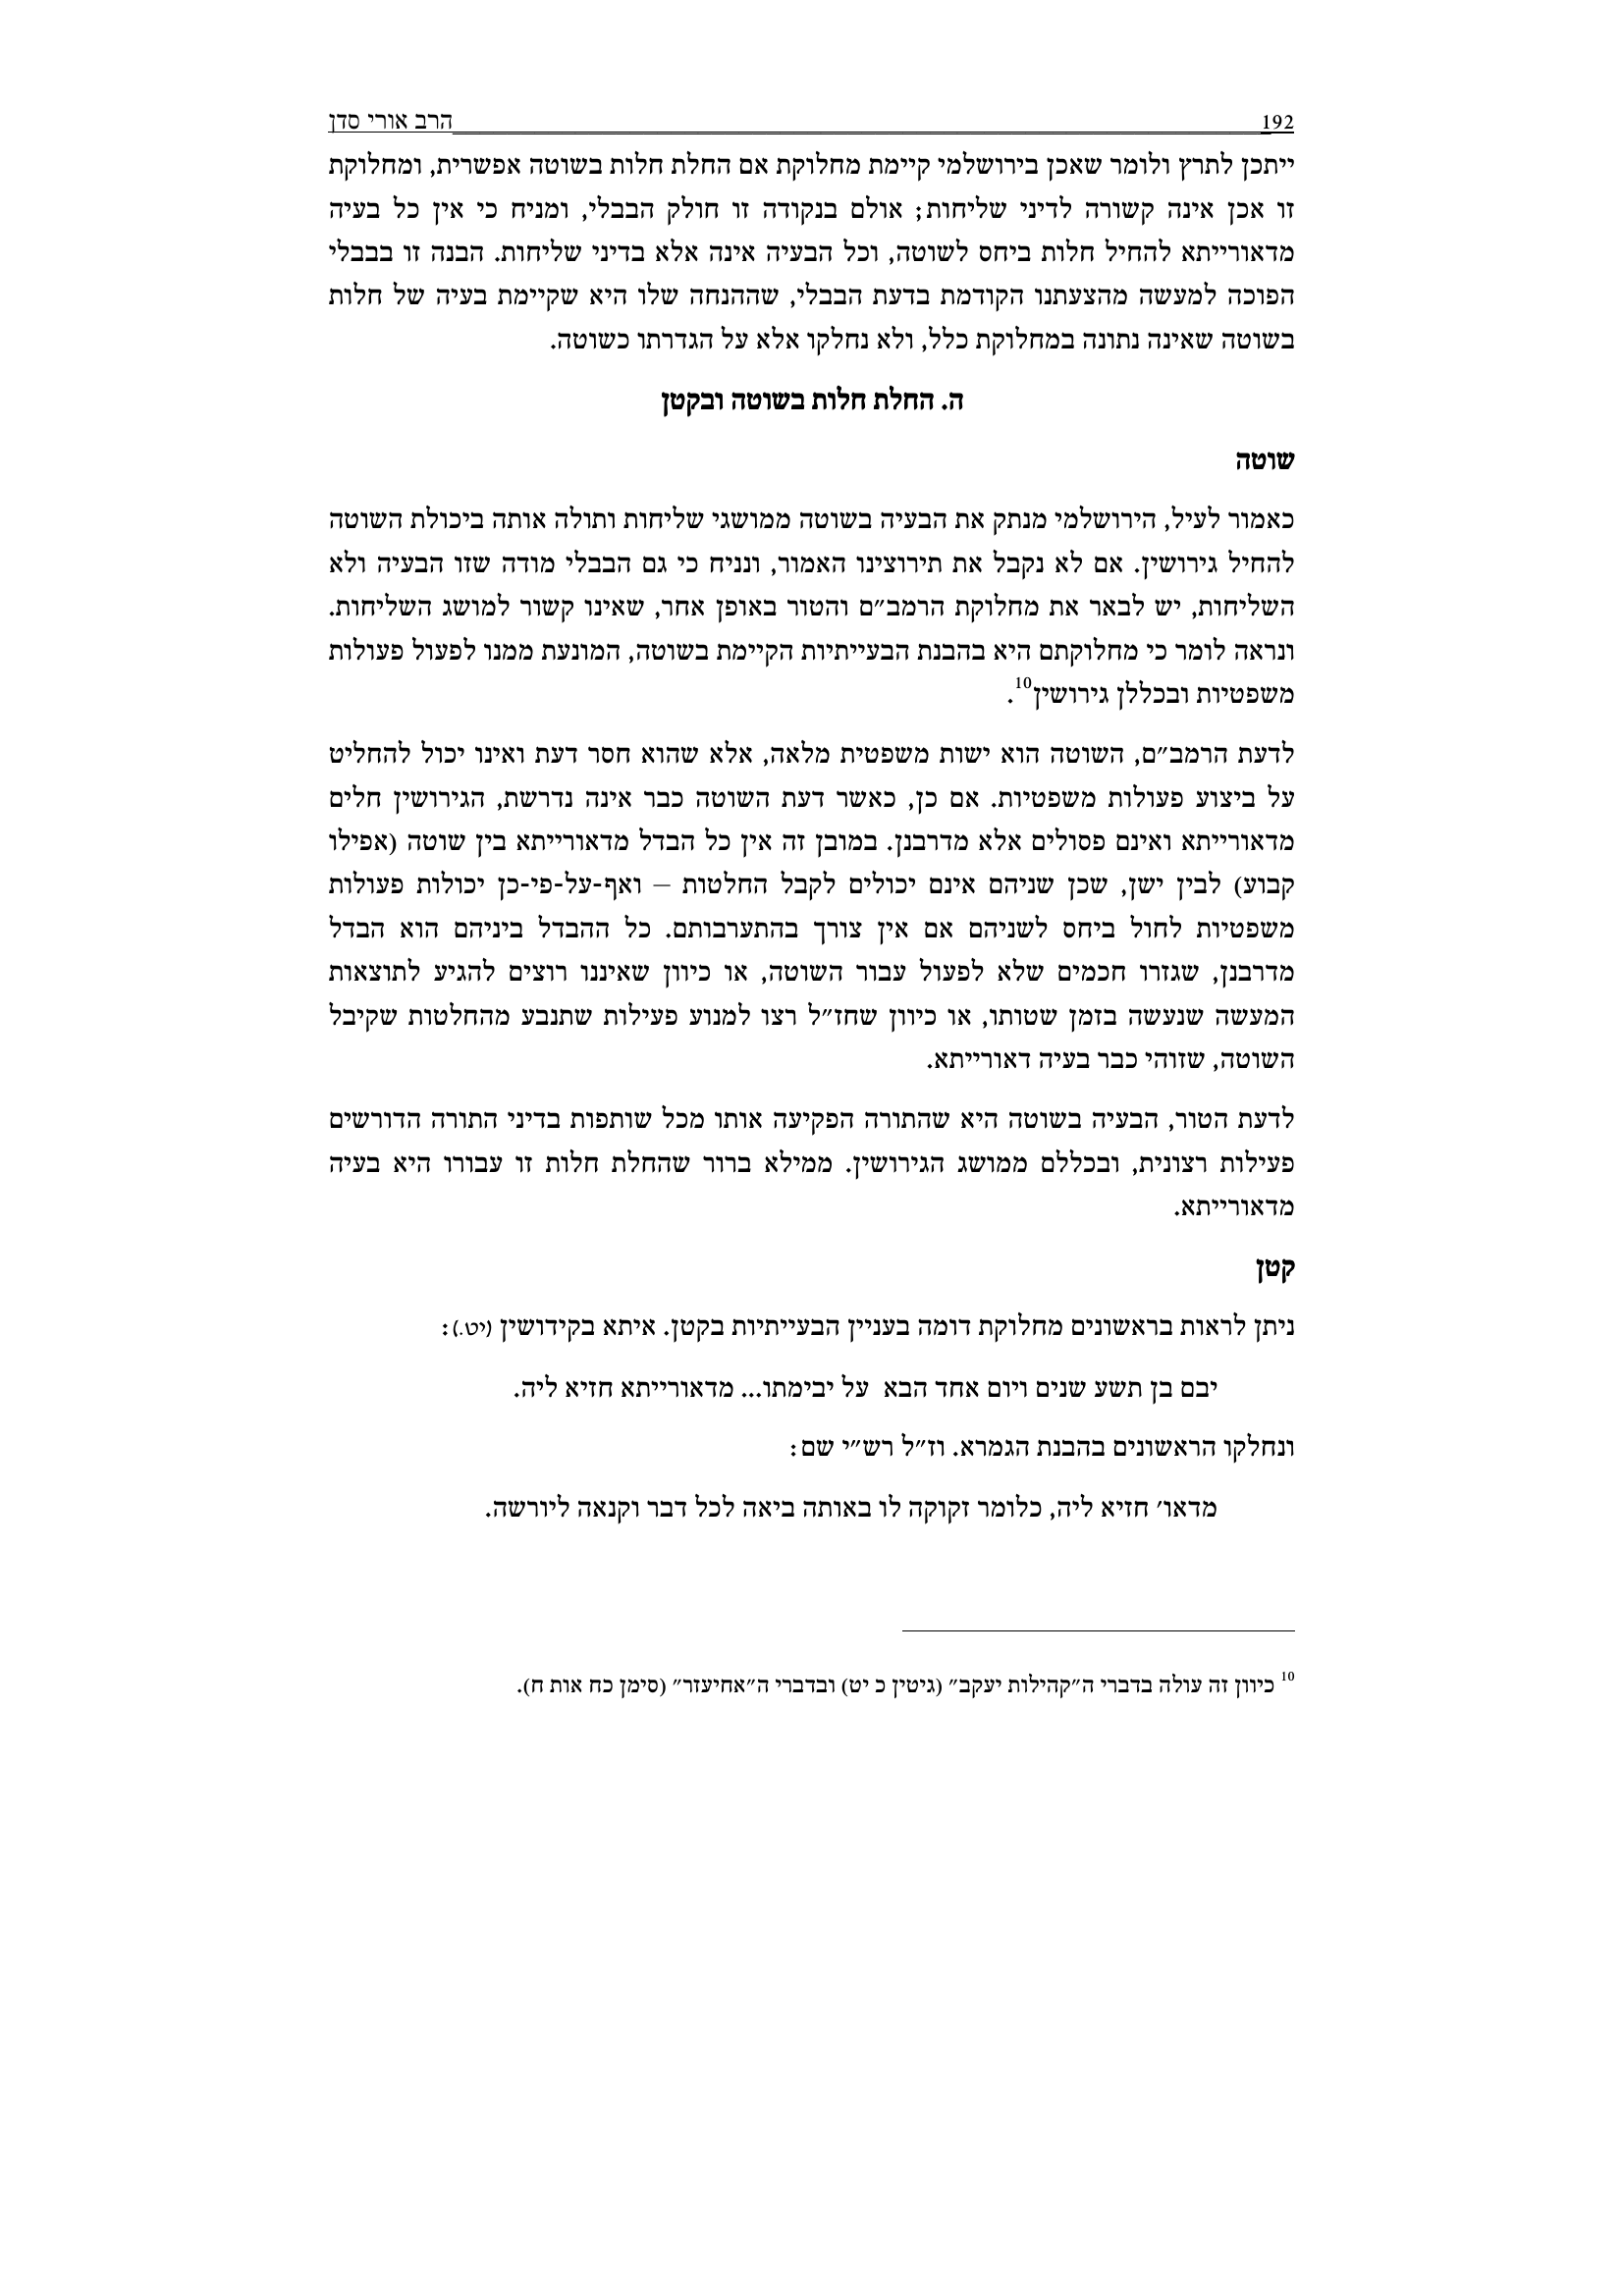 192 הרב אורי סדן
ייתכן לתרץ ולומר שאכן בירושלמי קיימת מחלוקת אם החלת חלות בשוטה אפשרית, ומחלוקת
זו אכן אינה קשורה לדיני שליחות; אולם בנקודה זו חולק הבבלי, ומניח כי אין כל בעיה
מדאורייתא להחיל חלות ביחס לשוטה, וכל הבעיה אינה אלא בדיני שליחות. הבנה זו בבבלי
הפוכה למעשה מהצעתנו הקודמת בדעת הבבלי, שההנחה שלו היא שקיימת בעיה של חלות
בשוטה שאינה נתונה במחלוקת כלל, ולא נחלקו אלא על הגדרתו כשוטה.
ה. החלת חלות בשוטה ובקטן
שוטה
כאמור לעיל, הירושלמי מנתק את הבעיה בשוטה ממושגי שליחות ותולה אותה ביכולת השוטה
להחיל גירושין. אם לא נקבל את תירוצינו האמור, ונניח כי גם הבבלי מודה שזו הבעיה ולא
השליחות, יש לבאר את מחלוקת הרמב״ם והטור באופן אחר, שאינו קשור למושג השליחות.
ונראה לומר כי מחלוקתם היא בהבנת הבעייתיות הקיימת בשוטה, המונעת ממנו לפעול פעולות
משפטיות ובכללן גירושין10.
לדעת הרמב״ם, השוטה הוא ישות משפטית מלאה, אלא שהוא חסר דעת ואינו יכול להחליט
על ביצוע פעולות משפטיות. אם כן, כאשר דעת השוטה כבר אינה נדרשת, הגירושין חלים
מדאורייתא ואינם פסולים אלא מדרבנן. במובן זה אין כל הבדל מדאורייתא בין שוטה (אפילו
קבוע) לבין ישן, שכן שניהם אינם יכולים לקבל החלטות – ואף-על-פי-כן יכולות פעולות
משפטיות לחול ביחס לשניהם אם אין צורך בהתערבותם. כל ההבדל ביניהם הוא הבדל
מדרבנן, שגזרו חכמים שלא לפעול עבור השוטה, או כיוון שאיננו רוצים להגיע לתוצאות
המעשה שנעשה בזמן שטותו, או כיוון שחז״ל רצו למנוע פעילות שתנבע מהחלטות שקיבל
השוטה, שזוהי כבר בעיה דאורייתא.
לדעת הטור, הבעיה בשוטה היא שהתורה הפקיעה אותו מכל שותפות בדיני התורה הדורשים
פעילות רצונית, ובכללם ממושג הגירושין. ממילא ברור שהחלת חלות זו עבורו היא בעיה
מדאורייתא.
קטן
ניתן לראות בראשונים מחלוקת דומה בעניין הבעייתיות בקטן. איתא בקידושין (יט.):
יבם בן תשע שנים ויום אחד הבא על יבימתו... מדאורייתא חזיא ליה.
ונחלקו הראשונים בהבנת הגמרא. וז״ל רש״י שם:
מדאו׳ חזיא ליה, כלומר זקוקה לו באותה ביאה לכל דבר וקנאה ליורשה.
10 כיוון זה עולה בדברי ה״קהילות יעקב״ (גיטין כ יט) ובדברי ה״אחיעזר״ (סימן כח אות ח).